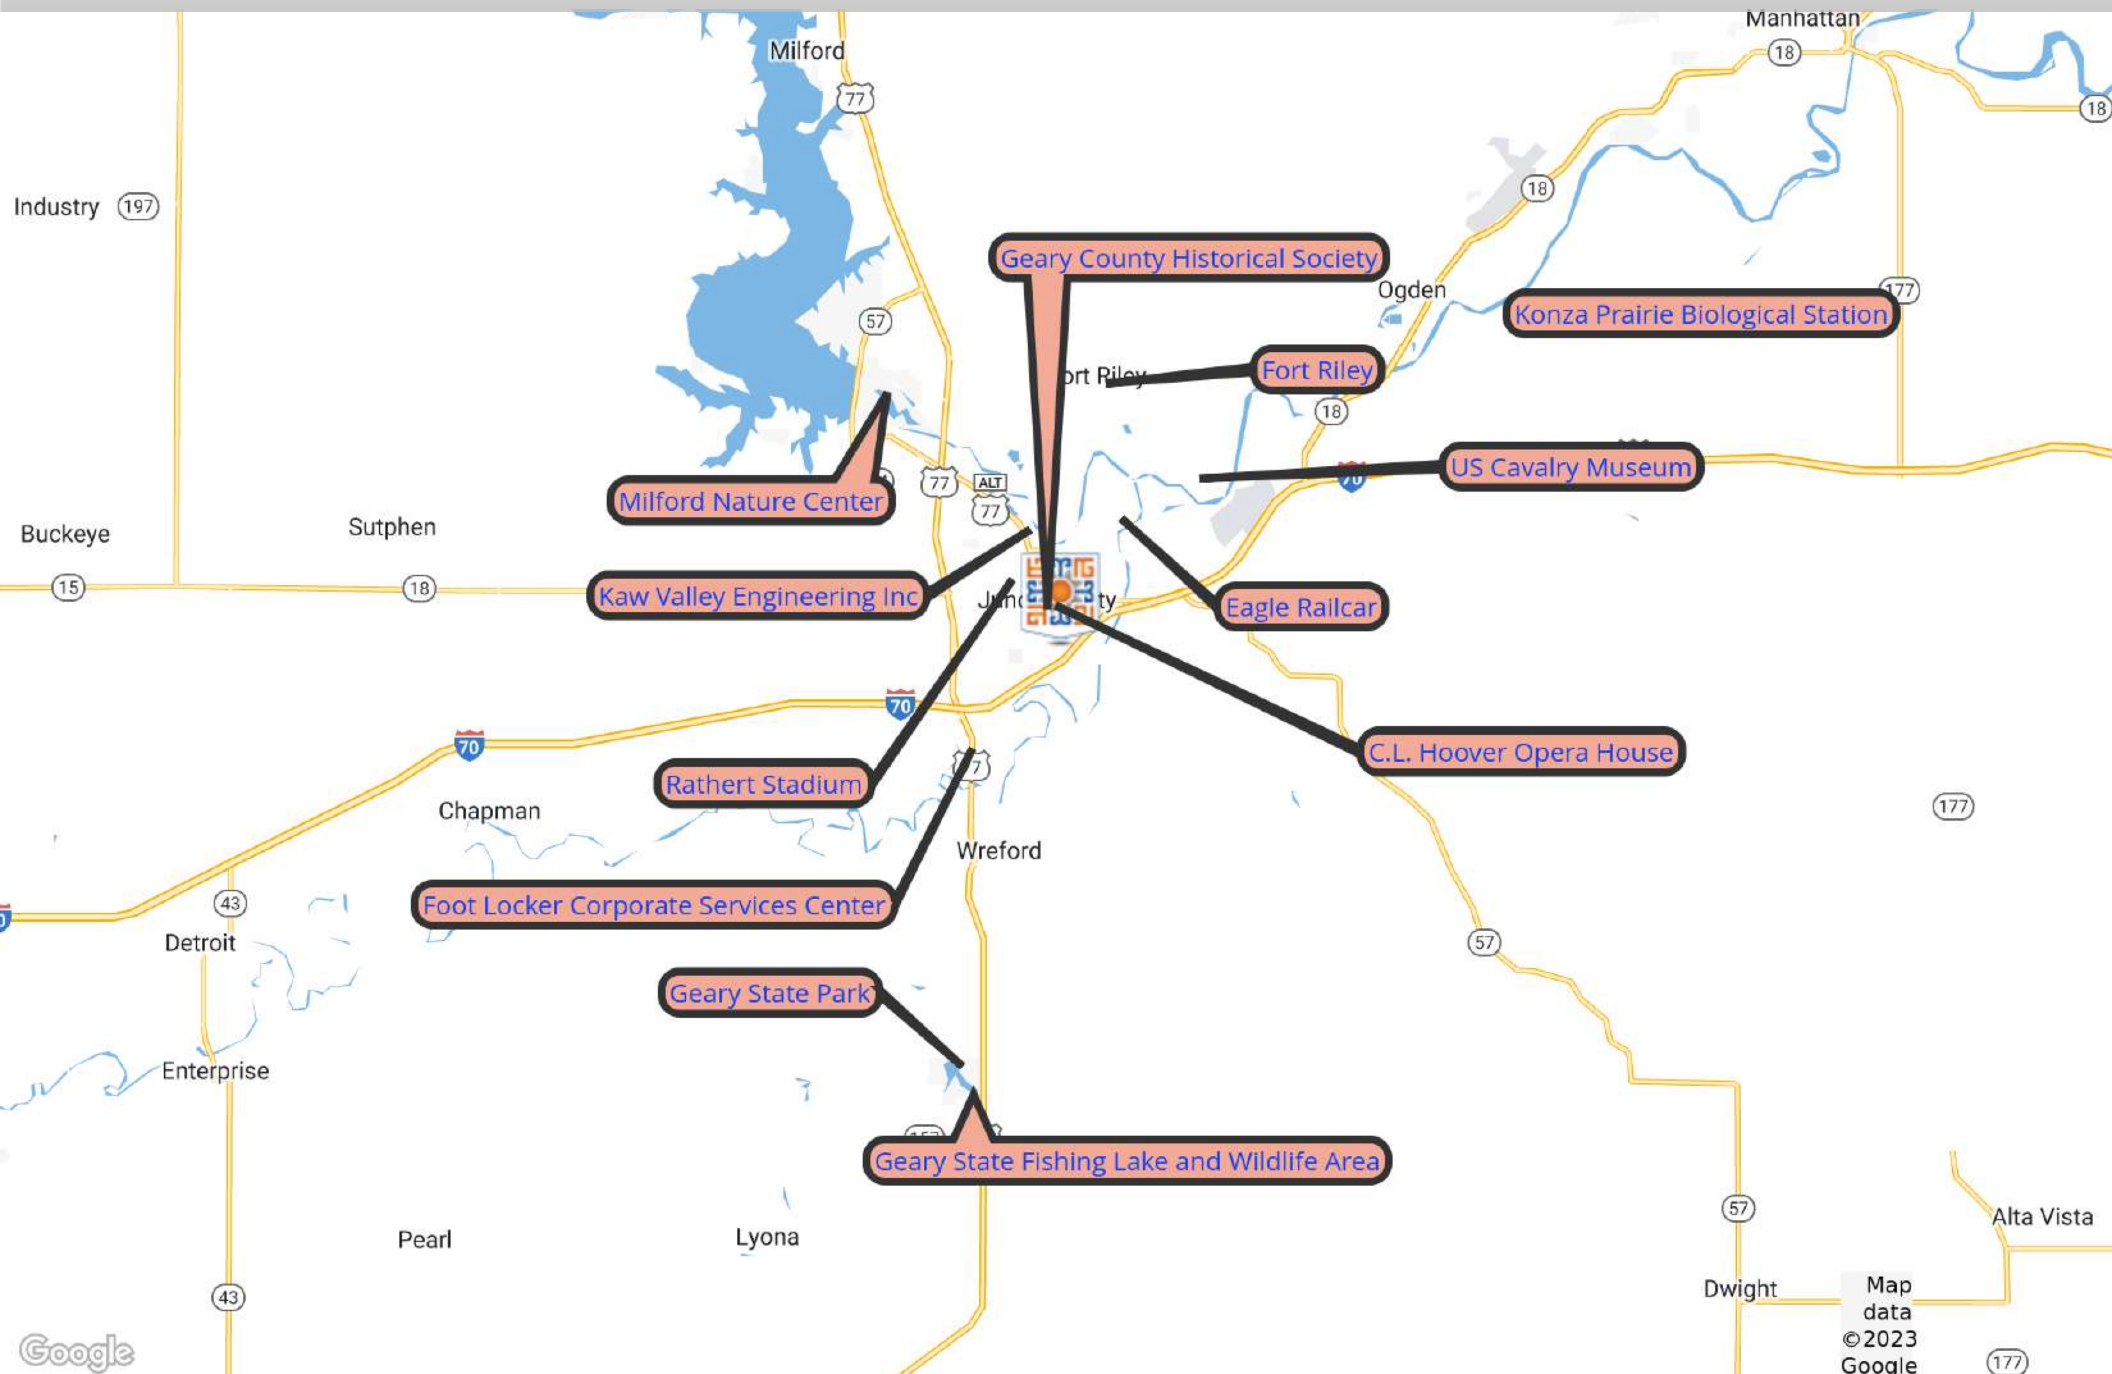 Manhattan
Milford
18
77
18
18
Industry
197
Geary County Historical Society
Ogden
177
Konza Prairie Biological Station
57
Fort Riley
ort Riley
18
US Cavalry Museum
70
77
ALT
77
Milford Nature Center
Sutphen
Buckeye
15
18
Kaw Valley Engineering Inc
Eagle Railcar
70
70
C.L. Hoover Opera House
Rathert Stadium
Chapman
177
Wreford
43
Foot Locker Corporate Services Center
Detroit
57
Geary State Park
Enterprise
Geary State Fishing Lake and Wildlife Area
57
Alta Vista
Pearl
Lyona
43
Dwight
Map
data
©2023
Google
Google
177